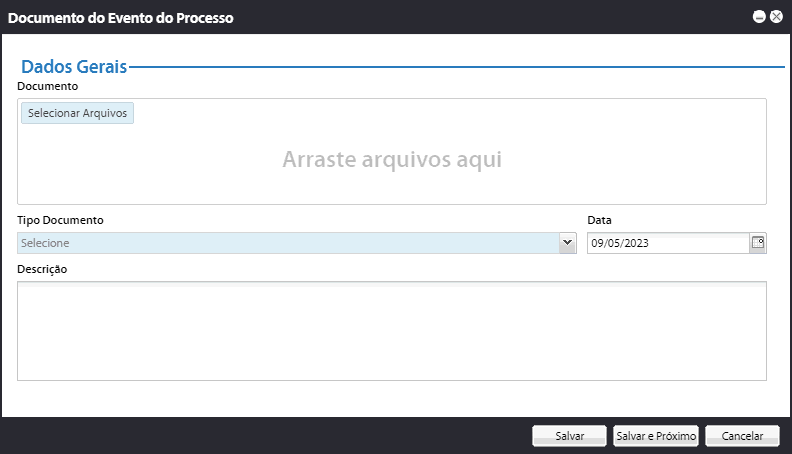 Documento do Evento do Processo
Dados Gerais
Documento
Selecionar Arquivos
Arraste arquivos aqui
Tipo Documento
Data
Selecione
09/05/2023
Descrição
Salvar
Salvar e Próximo
Cancelar